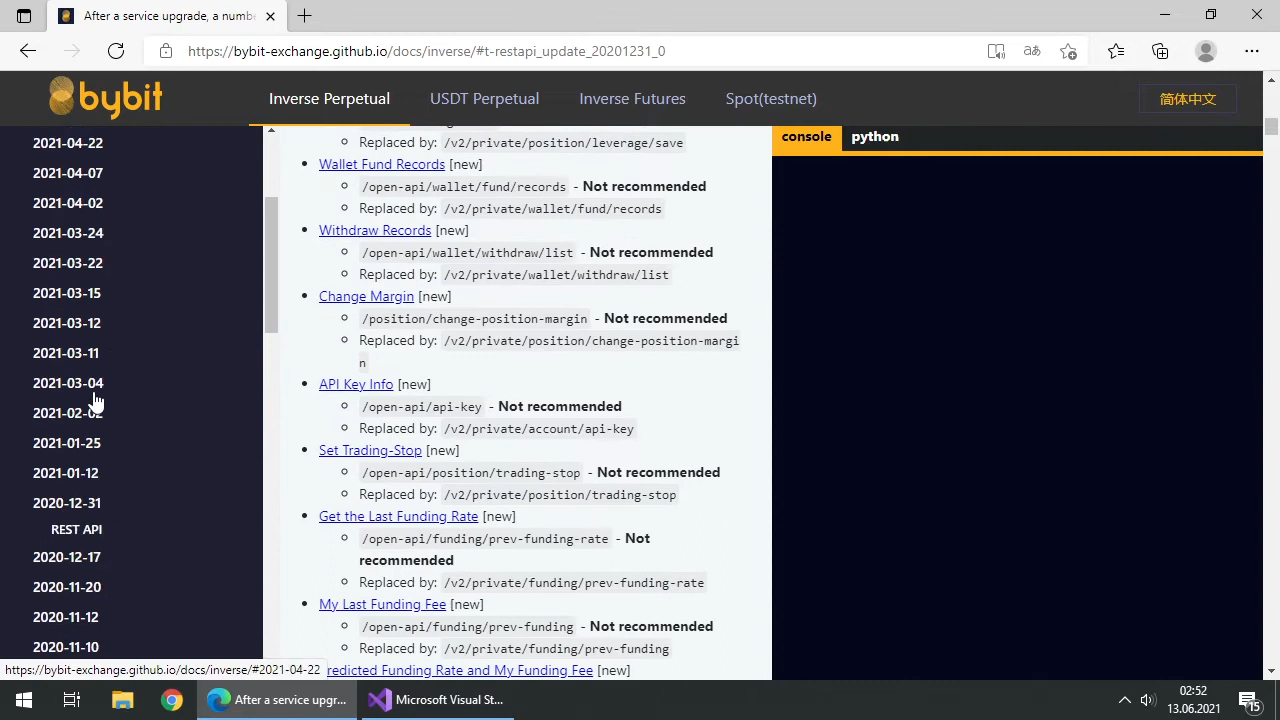 After a service upgrade, a numbe
https://bybit-exchange.github.io/docs/inverse/#t-restapi_update_20201231_0
aあ
bybit
Inverse Perpetual
USDT Perpetual
Inverse Futures
Spot(testnet)
简体中文
2021-04-22
2021-04-07
2021-04-02
2021-03-24
2021-03-22
2021-03-15
2021-03-12
2021-03-11
2021-03-04
2021-02-02
2021-01-25
2021-01-12
2020-12-31
REST API
2020-12-17
2020-11-20
2020-11-12
2020-11-10
Replaced by: /v2/private/position/leverage/save
Wallet Fund Records [new]
/open-api/wallet/fund/records - Not recommended
Replaced by: /v2/private/wallet/fund/records
Withdraw Records [new]
/open-api/wallet/withdraw/list - Not recommended
Replaced by: /v2/private/wallet/withdraw/list
Change Margin [new]
/position/change-position-margin - Not recommended
Replaced by: /v2/private/position/change-position-margi
n
API Key Info [new]
/open-api/api-key - Not recommended
Replaced by: /v2/private/account/api-key
Set Trading-Stop [new]
/open-api/position/trading-stop - Not recommended
Replaced by: /v2/private/position/trading-stop
Get the Last Funding Rate [new]
/open-api/funding/prev-funding-rate - Not
recommended
Replaced by: /v2/private/funding/prev-funding-rate
My Last Funding Fee [new]
/open-api/funding/prev-funding - Not recommended
Replaced by: /v2/private/funding/prev-funding
redicted Funding Rate and My Funding Fee [new]
console
python
https://bybit-exchange.github.io/docs/inverse/#2021-04-22
After a service upgr...
Microsoft Visual St...
02:52
13.06.2021
15